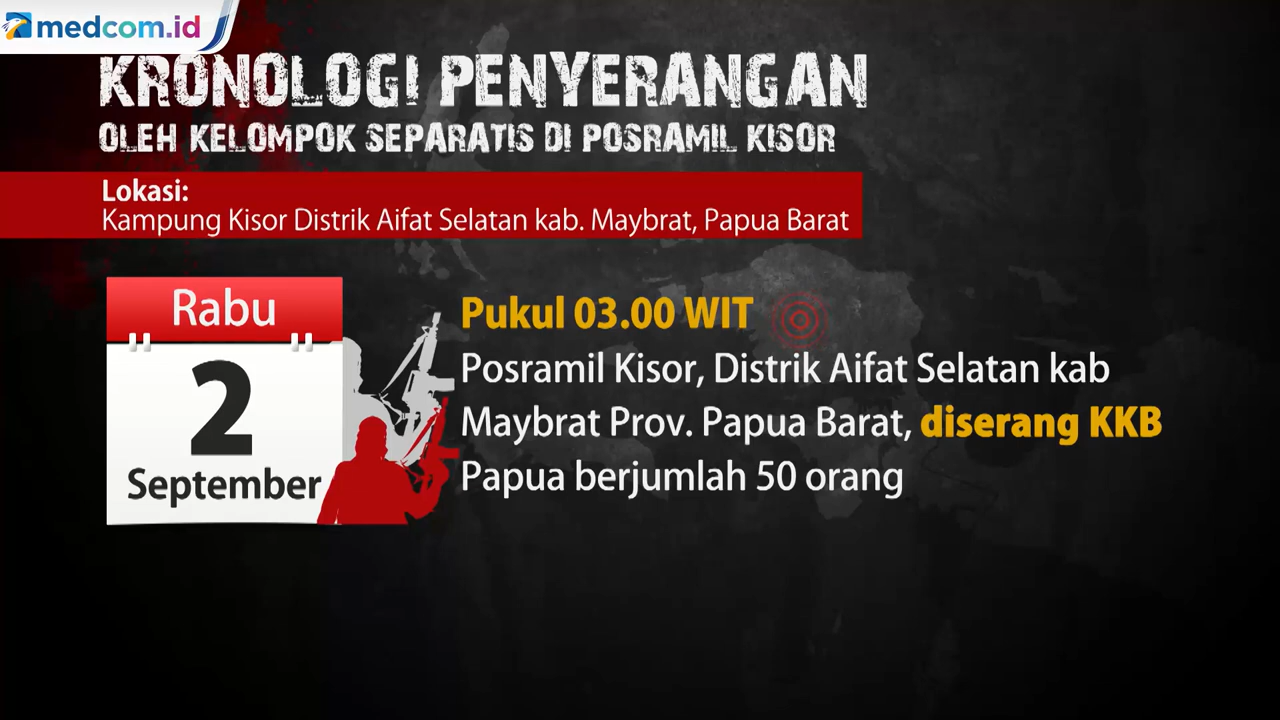 medcom.id
KRONOLOGI PENYERANGAN
OLEH KELOMPOK SEPARATIS DI POSRAMIL KISOR
Lokasi:
Kampung Kisor Distrik Aifat Selatan kab. Maybrat, Papua Barat
Rabu
2
September
Pukul 03.00 WIT
Posramil Kisor, Distrik Aifat Selatan kab
Maybrat Prov. Papua Barat, diserang KKB
Papua berjumlah 50 orang